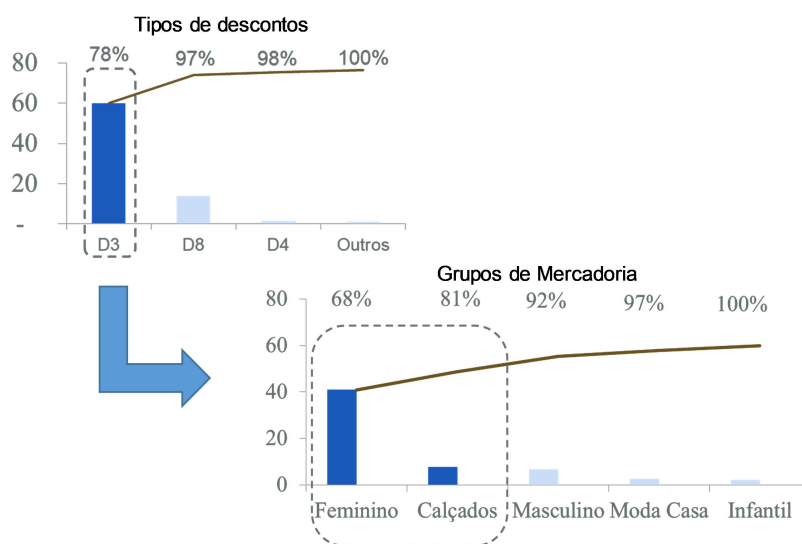 Tipos de descontos
78% 97% 98% 100%
80
60
40
20
-
D3 D8 D4 Outros
Grupos de Mercadoria
68% 81% 92% 97% 100%
80
60
40
20
0
Feminino Calçados Masculino Moda Casa Infantil